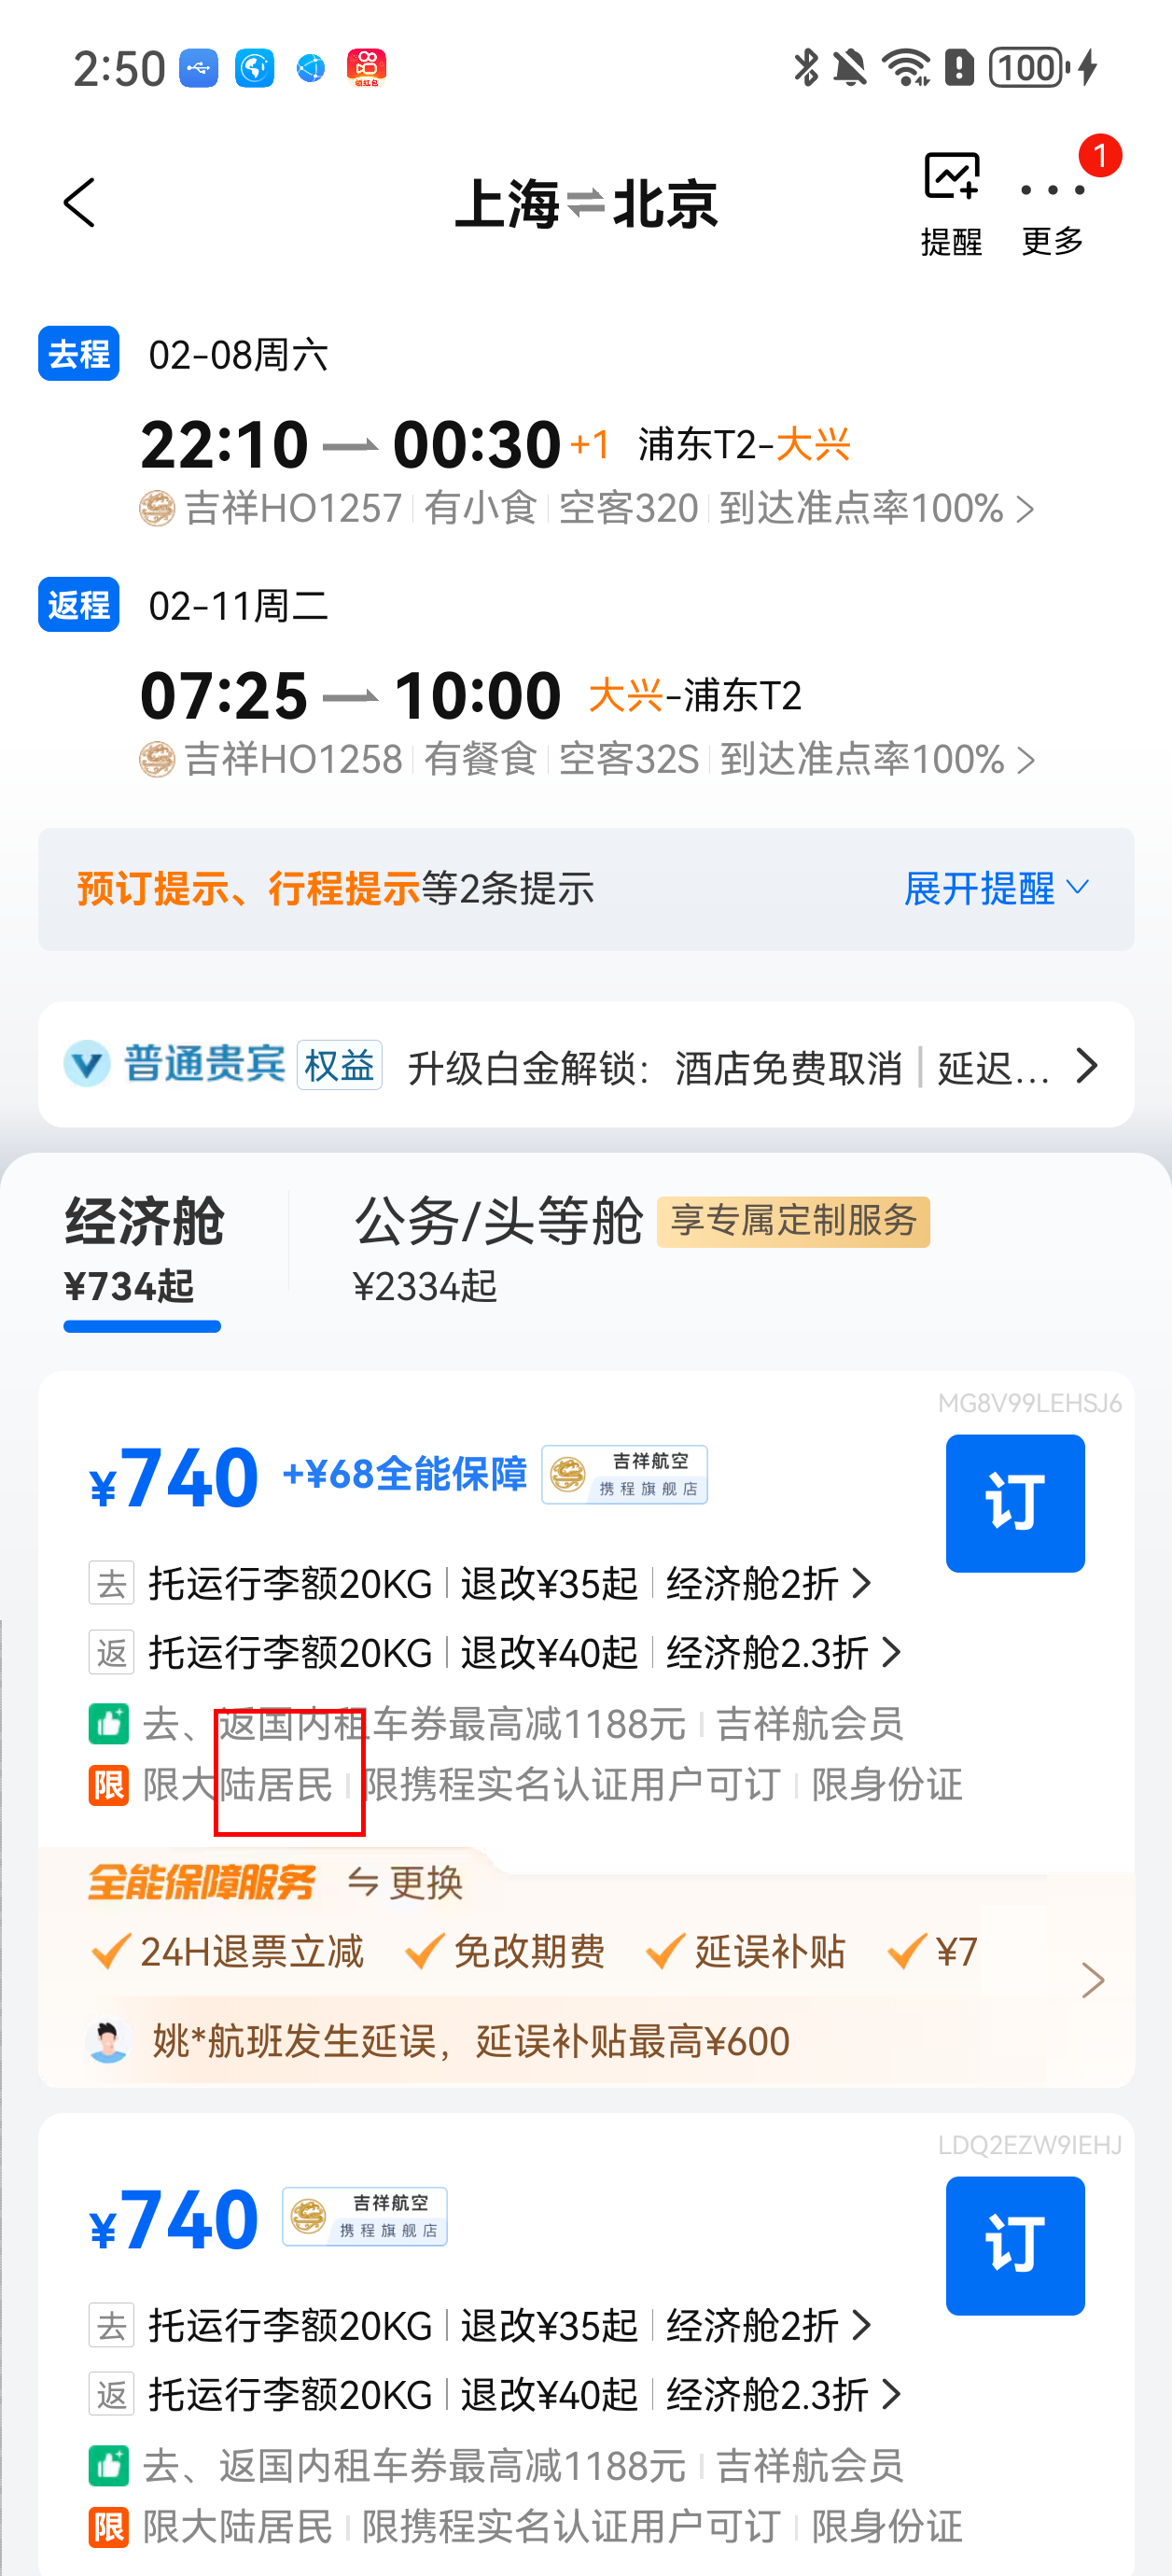 2:50
领红包
100
上海⇌北京
提醒
更多
1
去程 02-08周六
22:10 00:30 +1 浦东T2-大兴
吉祥HO1257 有小食 空客320 到达准点率100%
返程 02-11周二
07:25 10:00 大兴-浦东T2
吉祥HO1258 有餐食 空客32S 到达准点率100%
预订提示、行程提示等2条提示 展开提醒
普通贵宾 权益 升级白金解锁：酒店免费取消 | 延迟...
经济舱 公务/头等舱 享专属定制服务
¥734起 ¥2334起
MG8V99LEHSJ6
¥740 +¥68全能保障 吉祥航空 携程旗舰店 订
去 托运行李额20KG 退改¥35起 经济舱2折
返 托运行李额20KG 退改¥40起 经济舱2.3折
去、返国内租车券最高减1188元 吉祥航会员
限 限大陆居民 限携程实名认证用户可订 限身份证
全能保障服务 更换
24H退票立减 免改期费 延误补贴 ¥7
姚*航班发生延误，延误补贴最高¥600
LDQ2EZW9IEHJ
¥740 吉祥航空 携程旗舰店 订
去 托运行李额20KG 退改¥35起 经济舱2折
返 托运行李额20KG 退改¥40起 经济舱2.3折
去、返国内租车券最高减1188元 吉祥航会员
限 限大陆居民 限携程实名认证用户可订 限身份证